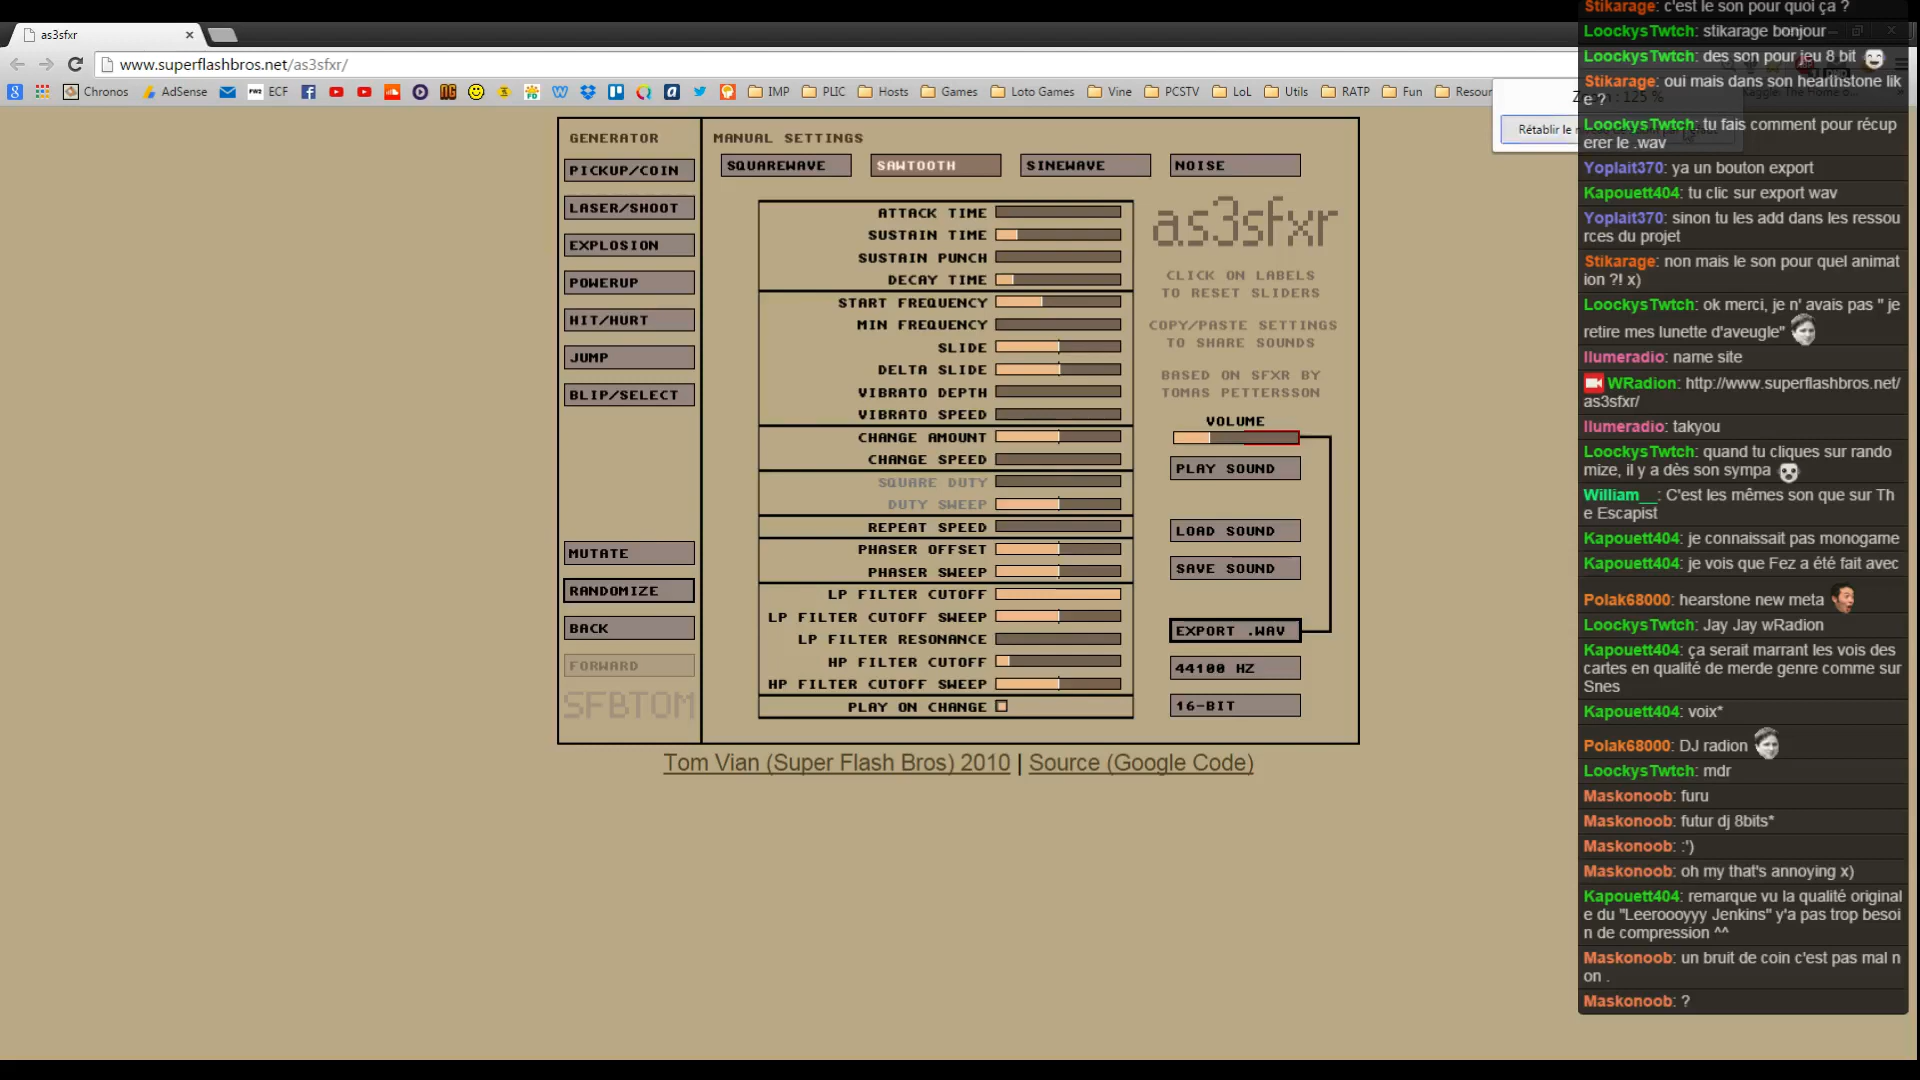 as3sfxr
www.superflashbros.net/as3sfxr/
Chronos AdSense ECF IMP PLIC Hosts Games Loto Games Vine PCSTV LoL Utils RATP Fun Resour
125 %
Rétablir le
GENERATOR
PICKUP/COIN
LASER/SHOOT
EXPLOSION
POWERUP
HIT/HURT
JUMP
BLIP/SELECT
MUTATE
RANDOMIZE
BACK
FORWARD
SFBTOM
MANUAL SETTINGS
SQUAREWAVE SAWTOOTH SINEWAVE NOISE
ATTACK TIME
SUSTAIN TIME
SUSTAIN PUNCH
DECAY TIME
START FREQUENCY
MIN FREQUENCY
SLIDE
DELTA SLIDE
VIBRATO DEPTH
VIBRATO SPEED
CHANGE AMOUNT
CHANGE SPEED
SQUARE DUTY
DUTY SWEEP
REPEAT SPEED
PHASER OFFSET
PHASER SWEEP
LP FILTER CUTOFF
LP FILTER CUTOFF SWEEP
LP FILTER RESONANCE
HP FILTER CUTOFF
HP FILTER CUTOFF SWEEP
PLAY ON CHANGE
as3sfxr
CLICK ON LABELS
TO RESET SLIDERS
COPY/PASTE SETTINGS
TO SHARE SOUNDS
BASED ON SFXR BY
TOMAS PETTERSSON
VOLUME
PLAY SOUND
LOAD SOUND
SAVE SOUND
EXPORT .WAV
44100 HZ
16-BIT
Tom Vian (Super Flash Bros) 2010 | Source (Google Code)
Stikarage: c'est le son pour quoi ça ?
LoockysTwtch: stikarage bonjour
LoockysTwtch: des son pour jeu 8 bit
Stikarage: oui mais dans son hearthstone lik
e ?
LoockysTwtch: tu fais comment pour récup
erer le .wav
Yoplait370: ya un bouton export
Kapouett404: tu clic sur export wav
Yoplait370: sinon tu les add dans les ressou
rces du projet
Stikarage: non mais le son pour quel animat
ion ?! x)
LoockysTwtch: ok merci, je n' avais pas " je
retire mes lunette d'aveugle"
Ilumeradio: name site
WRadion: http://www.superflashbros.net/
as3sfxr/
Ilumeradio: takyou
LoockysTwtch: quand tu cliques sur rando
mize, il y a dès son sympa
William__: C'est les mêmes son que sur Th
e Escapist
Kapouett404: je connaissait pas monogame
Kapouett404: je vois que Fez a été fait avec
Polak68000: hearstone new meta
LoockysTwtch: Jay Jay wRadion
Kapouett404: ça serait marrant les vois des
cartes en qualité de merde genre comme sur
Snes
Kapouett404: voix*
Polak68000: DJ radion
LoockysTwtch: mdr
Maskonoob: furu
Maskonoob: futur dj 8bits*
Maskonoob: :')
Maskonoob: oh my that's annoying x)
Kapouett404: remarque vu la qualité original
e du "Leeroooyyy Jenkins" y'a pas trop besoi
n de compression ^^
Maskonoob: un bruit de coin c'est pas mal n
on .
Maskonoob: ?